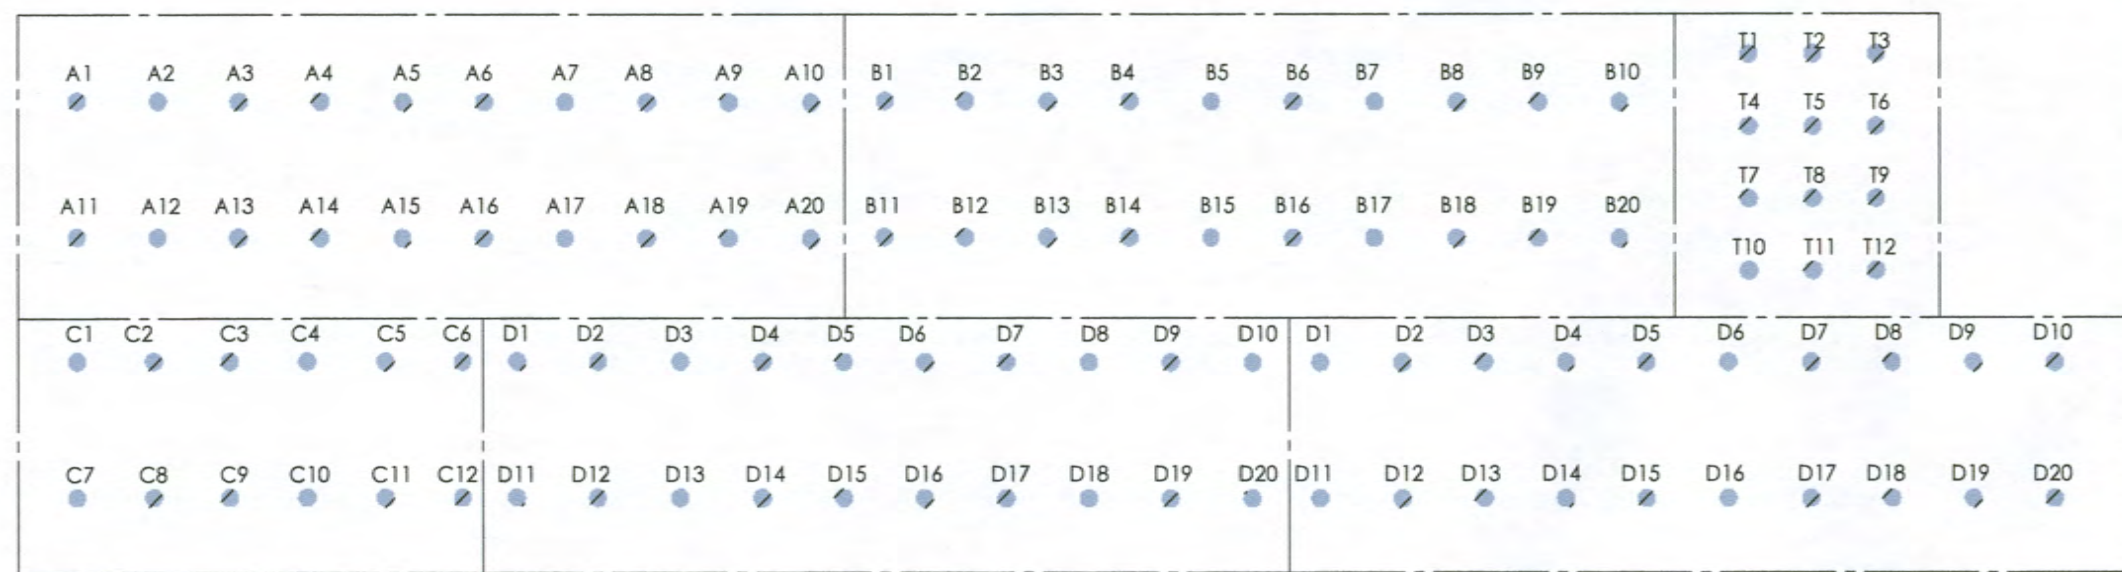 A1 A2 A3 A4 A5 A6 A7 A8 A9 A10 B1 B2 B3 B4 B5 B6 B7 B8 B9 B10
T1 T2 T3
T4 T5 T6
T7 T8 T9
T10 T11 T12
A11 A12 A13 A14 A15 A16 A17 A18 A19 A20 B11 B12 B13 B14 B15 B16 B17 B18 B19 B20
C1 C2 C3 C4 C5 C6 D1 D2 D3 D4 D5 D6 D7 D8 D9 D10 D1 D2 D3 D4 D5 D6 D7 D8 D9 D10
C7 C8 C9 C10 C11 C12 D11 D12 D13 D14 D15 D16 D17 D18 D19 D20 D11 D12 D13 D14 D15 D16 D17 D18 D19 D20